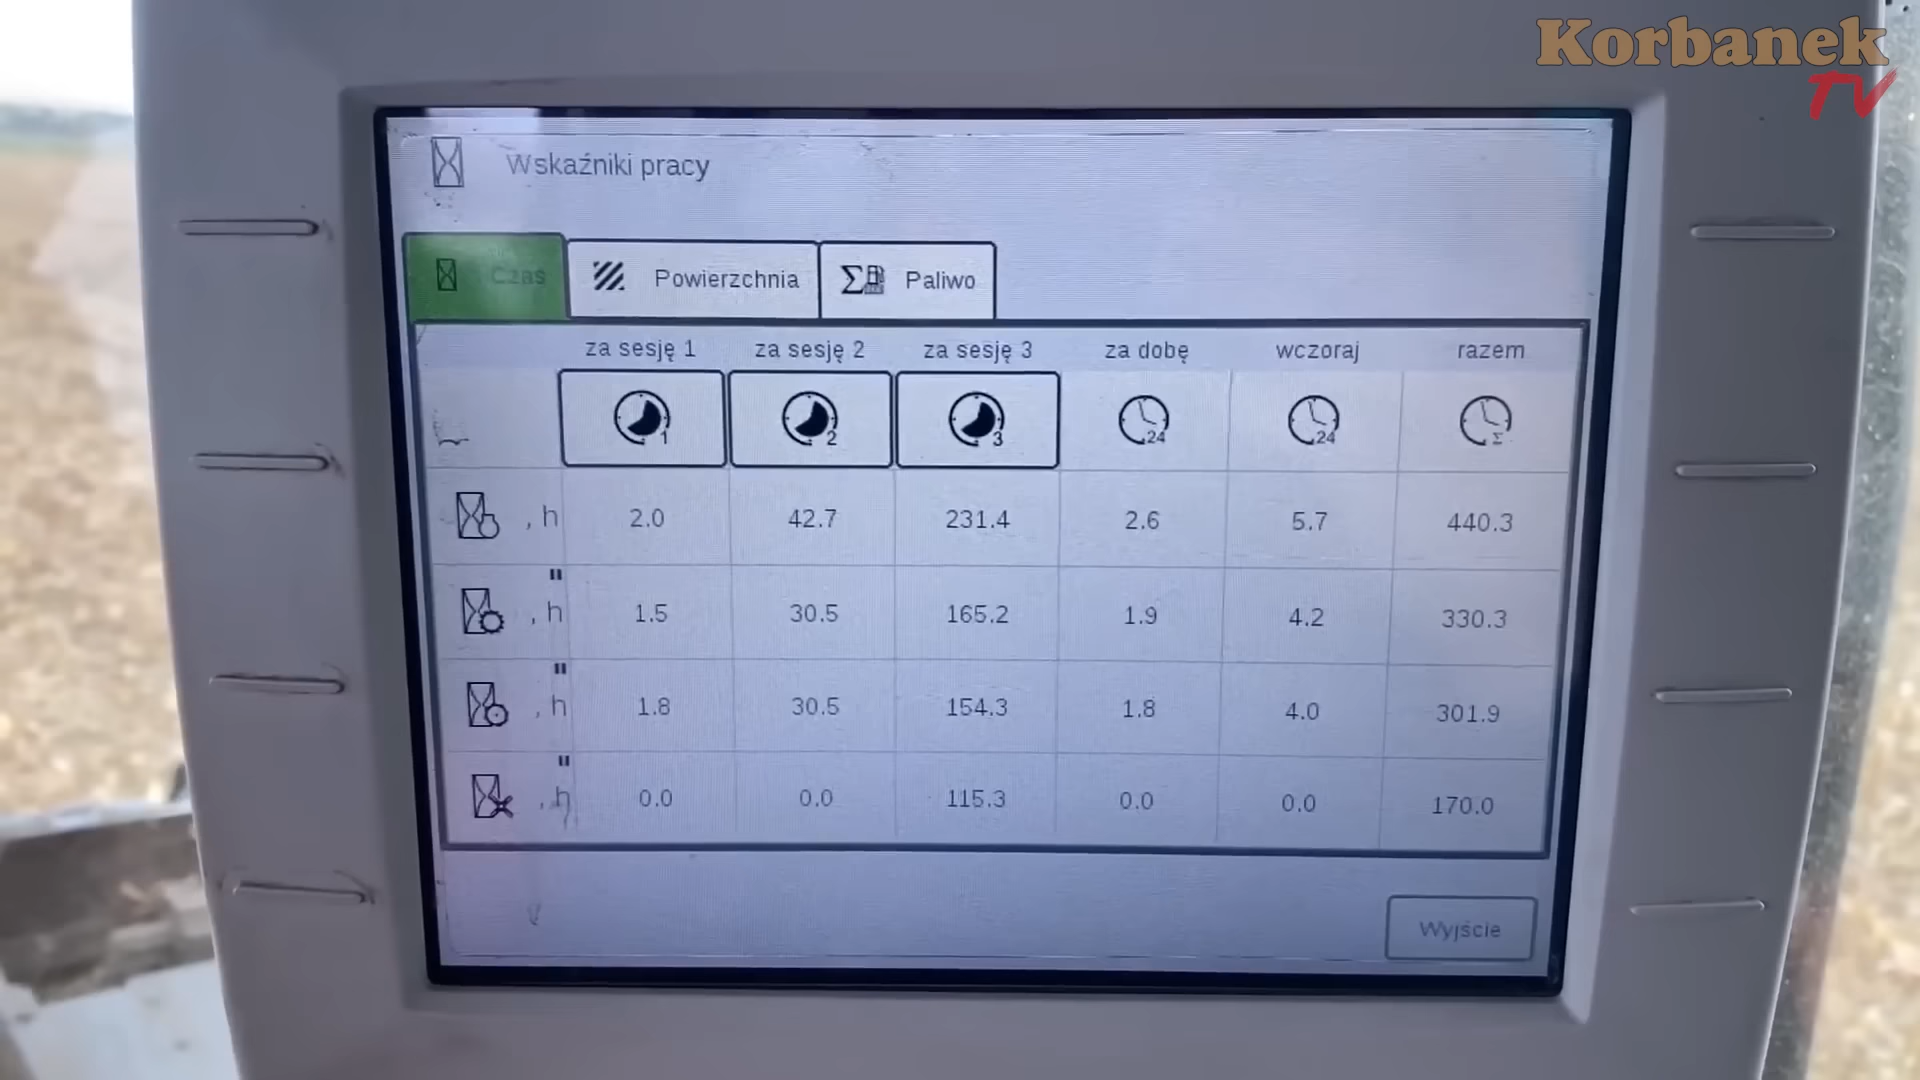 Korbanek
TV
Wskaźniki pracy
Czas Powierzchnia Σ Paliwo
za sesję 1 za sesję 2 za sesję 3 za dobę wczoraj razem
1 2 3 24 24 Σ
, h 2.0 42.7 231.4 2.6 5.7 440.3
, h 1.5 30.5 165.2 1.9 4.2 330.3
, h 1.8 30.5 154.3 1.8 4.0 301.9
, h 0.0 0.0 115.3 0.0 0.0 170.0
Wyjście